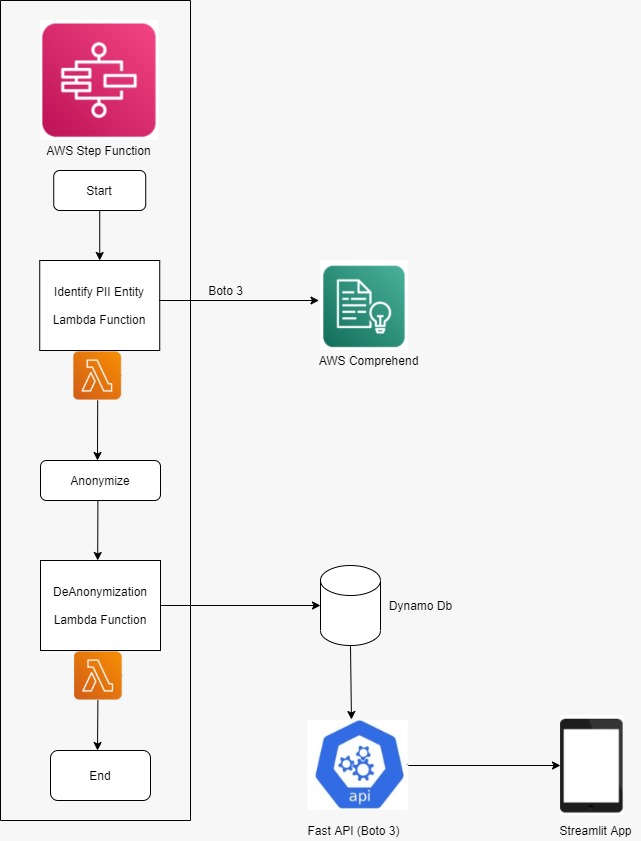 AWS Step Function
Start
Identify PII Entity
Lambda Function
Boto 3
AWS Comprehend
Anonymize
DeAnonymization
Lambda Function
Dynamo Db
End
api
Fast API (Boto 3)
Streamlit App